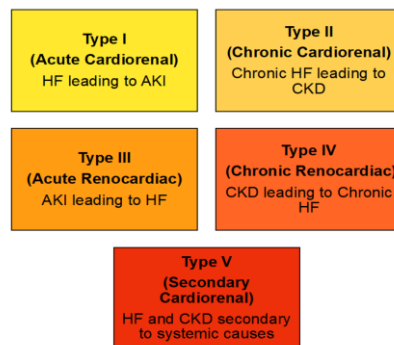 Type I
(Acute Cardiorenal)
HF leading to AKI
Type II
(Chronic Cardiorenal)
Chronic HF leading to
CKD
Type III
(Acute Renocardiac)
AKI leading to HF
Type IV
(Chronic Renocardiac)
CKD leading to Chronic
HF
Type V
(Secondary
Cardiorenal)
HF and CKD secondary
to systemic causes